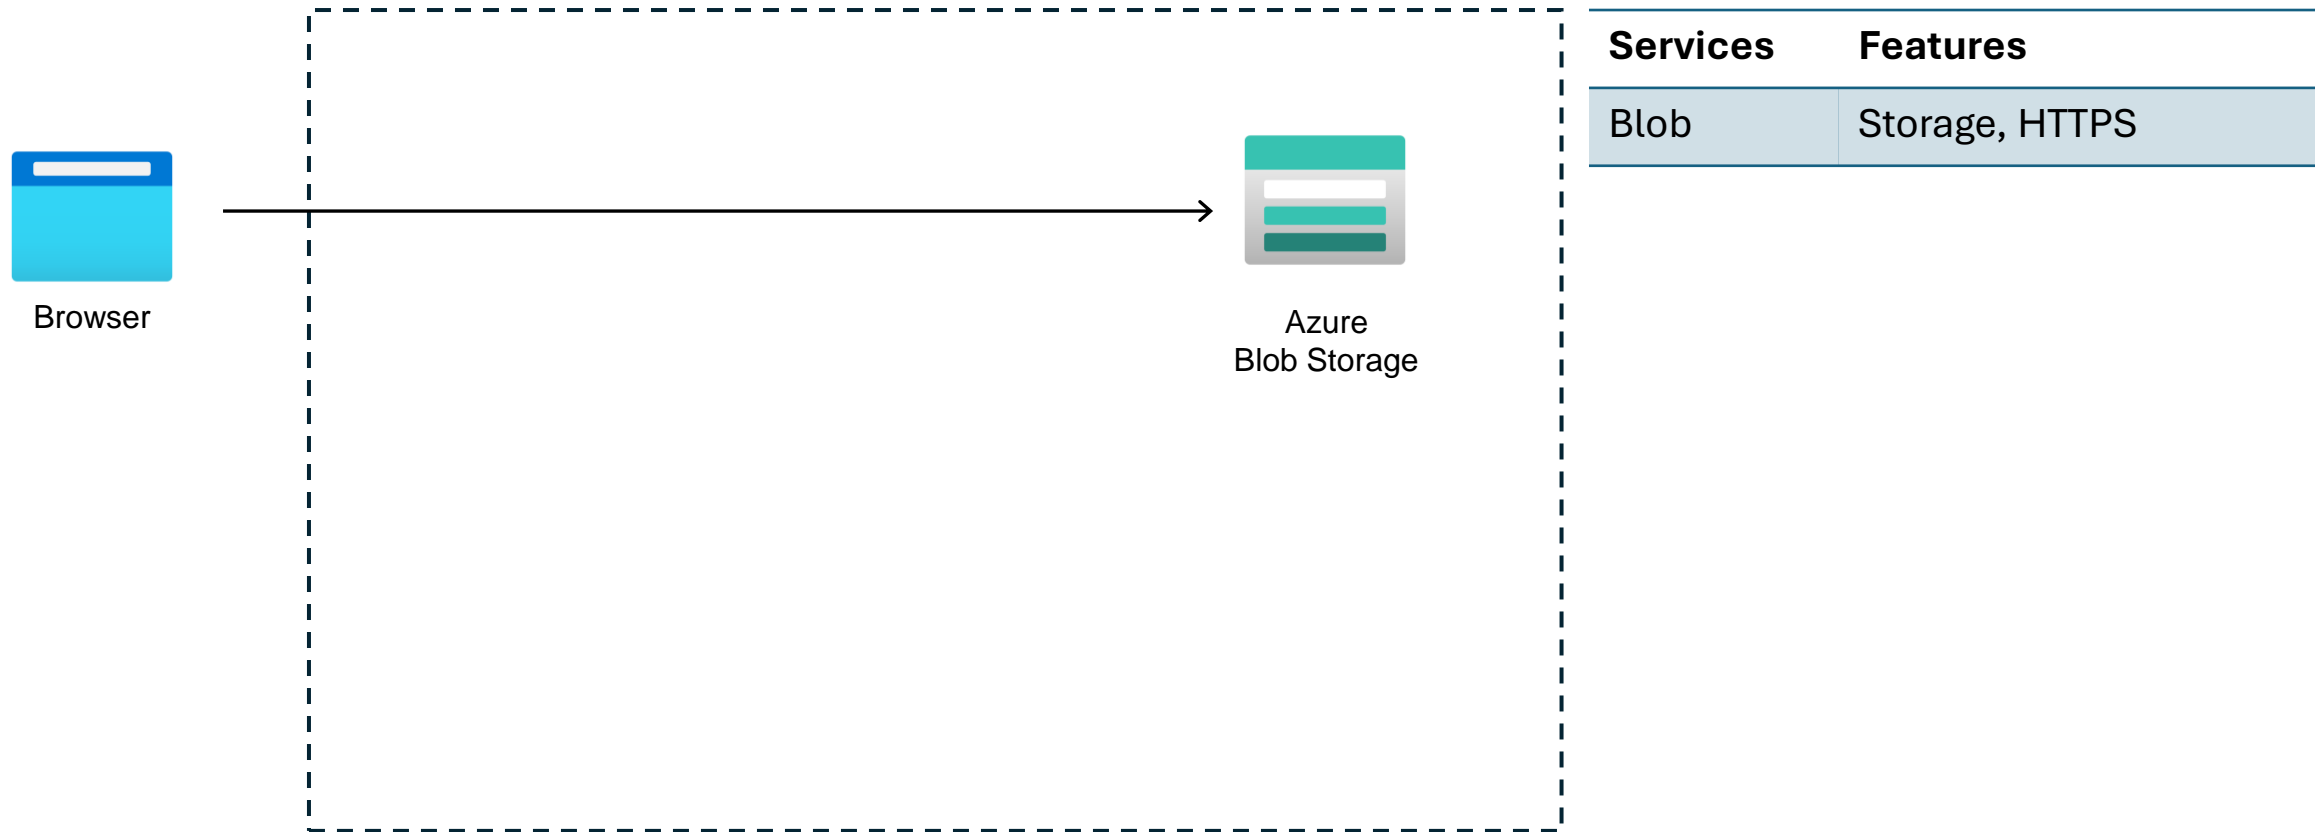 Browser
Azure
Blob Storage
Services Features
Blob Storage, HTTPS